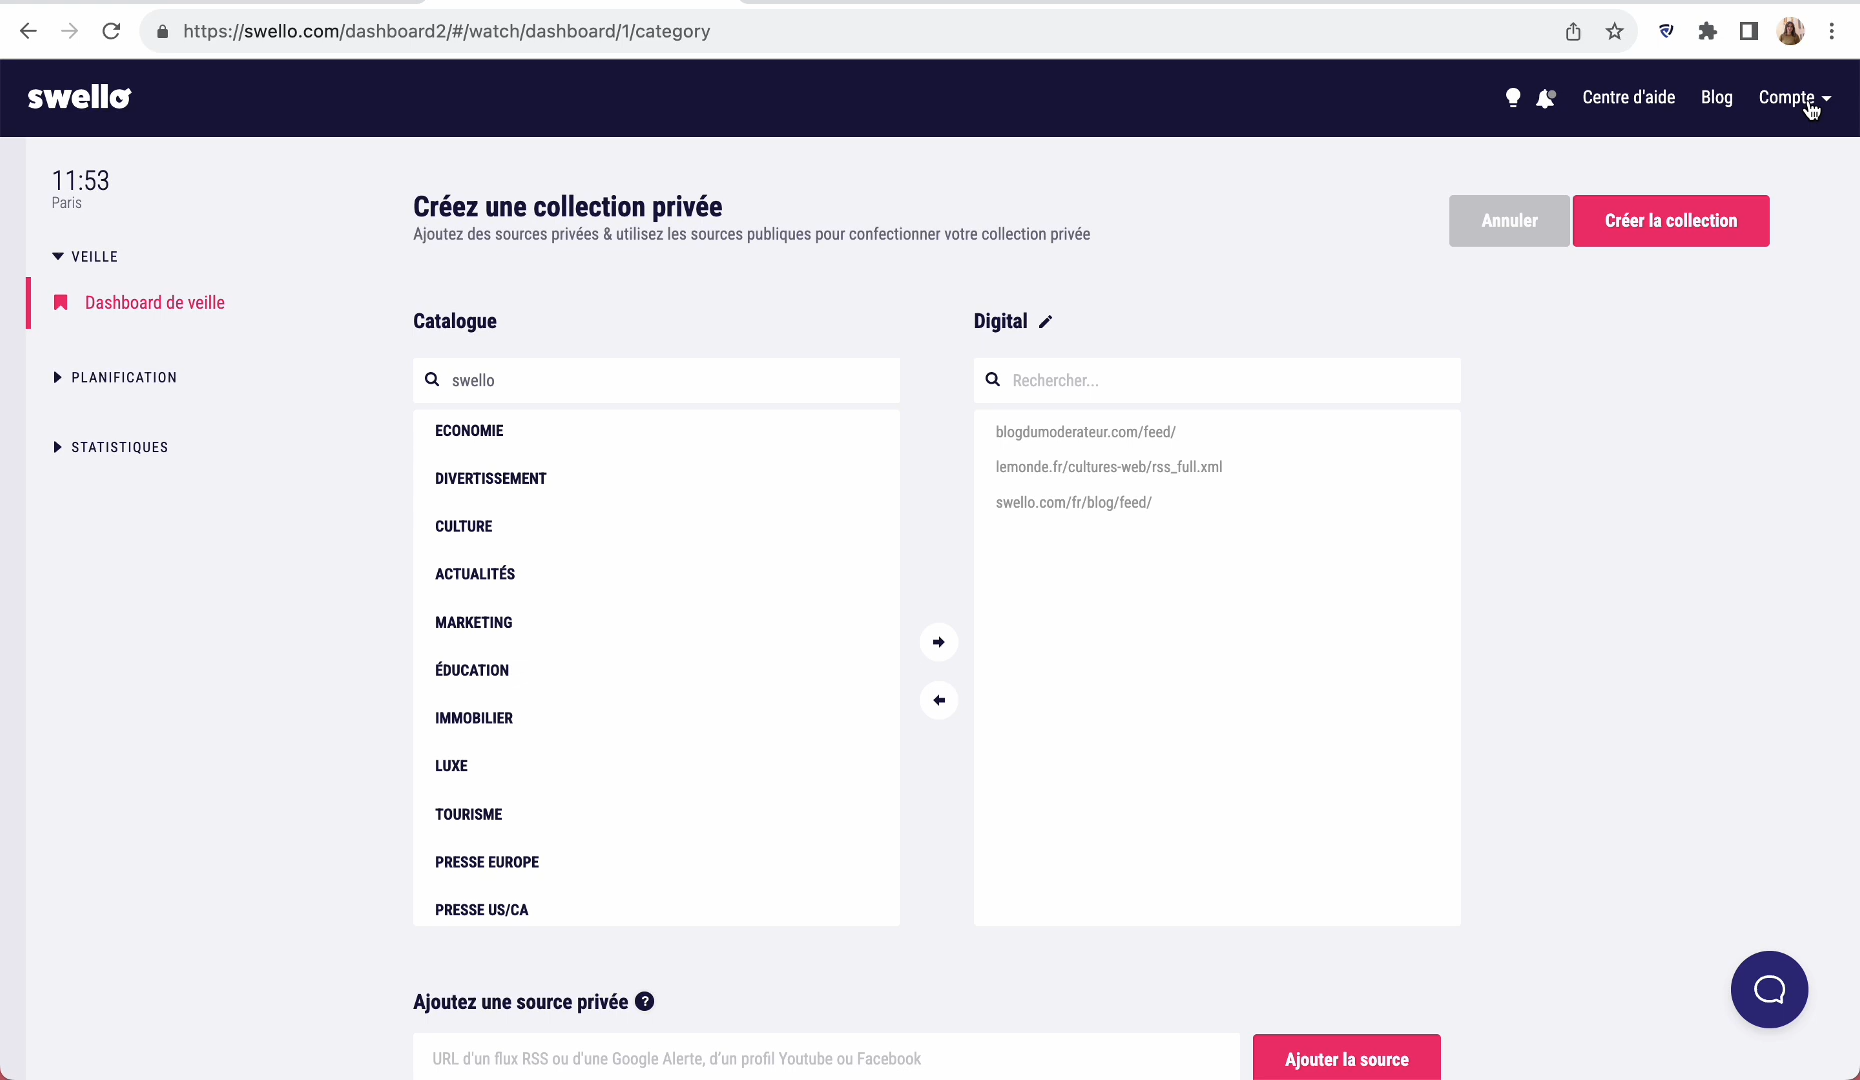 https://swello.com/dashboard2/#/watch/dashboard/1/category
swello
Centre d'aide
Blog
Compte
11:53
Paris
VEILLE
Dashboard de veille
PLANIFICATION
STATISTIQUES
Créez une collection privée
Ajoutez des sources privées & utilisez les sources publiques pour confectionner votre collection privée
Annuler
Créer la collection
Catalogue
swello
ECONOMIE
DIVERTISSEMENT
CULTURE
ACTUALITÉS
MARKETING
ÉDUCATION
IMMOBILIER
LUXE
TOURISME
PRESSE EUROPE
PRESSE US/CA
Digital
Rechercher...
blogdumoderateur.com/feed/
lemonde.fr/cultures-web/rss_full.xml
swello.com/fr/blog/feed/
Ajoutez une source privée ?
URL d'un flux RSS ou d'une Google Alerte, d'un profil Youtube ou Facebook
Ajouter la source